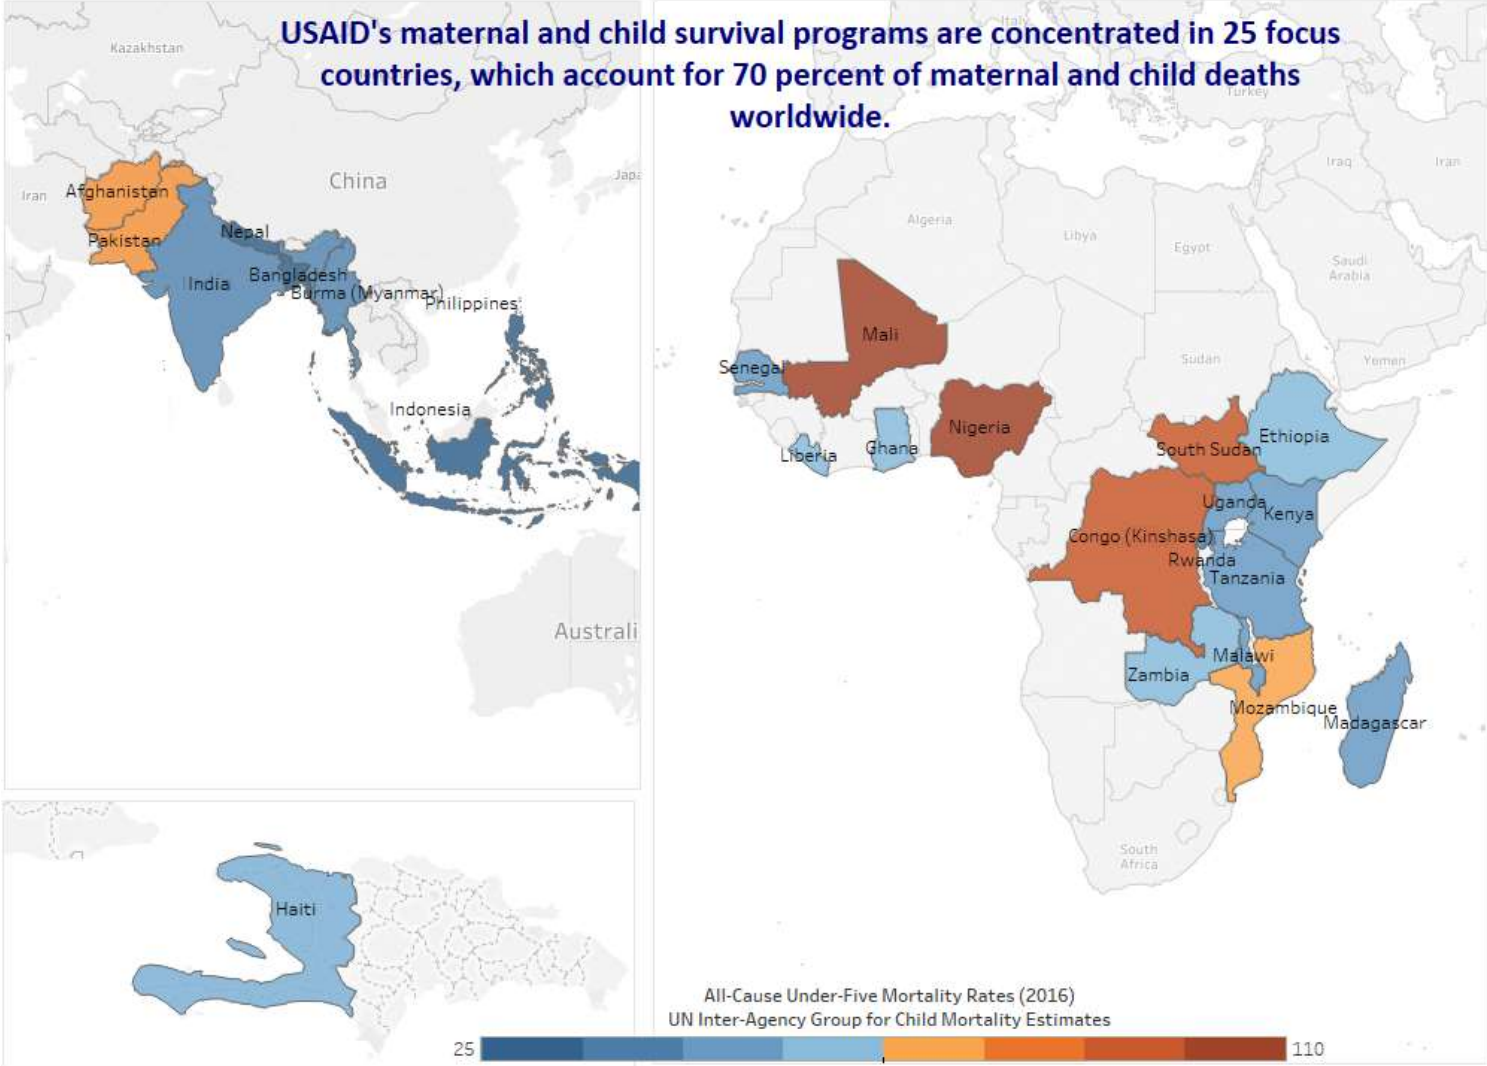 USAID's maternal and child survival programs are concentrated in 25 focus
countries, which account for 70 percent of maternal and child deaths
worldwide.
Kazakhstan
Iran
Afghanistan
China
Japa
Pakistan
Nepal
India
Bangladesh
Burma (Myanmar)
Philippines
Indonesia
Australi
Italy
Turkey
Iraq
Iran
Algeria
Libya
Egypt
Saudi
Arabia
Mali
Sudan
Yemen
Senegal
Nigeria
Ghana
Liberia
South Sudan
Ethiopia
Uganda
Kenya
Congo (Kinshasa)
Rwanda
Tanzania
Malawi
Zambia
Mozambique
Madagascar
South
Africa
Haiti
All-Cause Under-Five Mortality Rates (2016)
UN Inter-Agency Group for Child Mortality Estimates
25
110